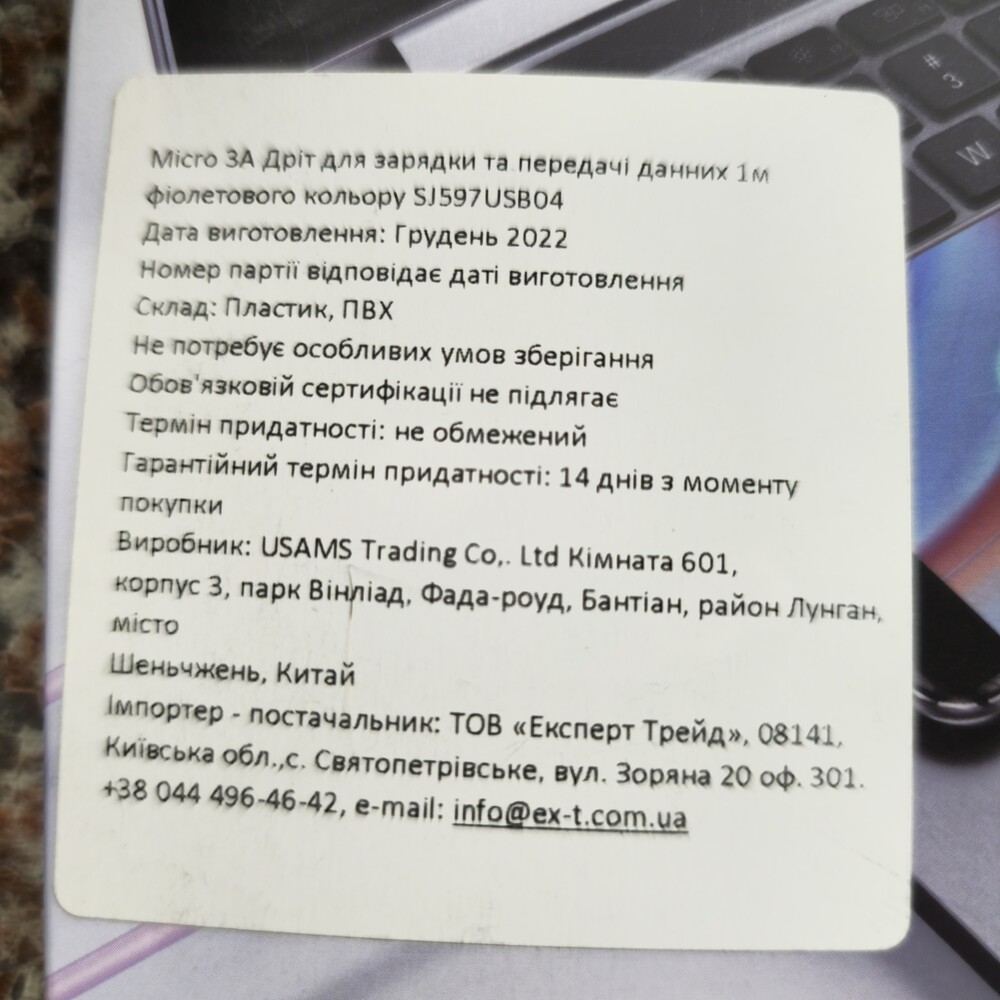 Місго 3А Дріт для зарядки та передачі данних 1м
фіолетового кольору SJ597USB04
Дата виготовлення: Грудень 2022
Номер партії відповідає даті виготовлення
Склад: Пластик, ПВХ
Не потребує особливих умов зберігання
Обов'язковій сертифікації не підлягає
Термін придатності: не обмежений
Гарантійний термін придатності: 14 днів з моменту
покупки
Виробник: USAMS Trading Co,. Ltd Кімната 601,
корпус 3, парк Вінліад, Фада-роуд, Бантіан, район Лунган,
місто
Шеньчжень, Китай
Імпортер - постачальник: ТОВ «Експерт Трейд», 08141,
Київська обл.,с. Святопетрівське, вул. Зоряна 20 оф. 301.
+38 044 496-46-42, e-mail: info@ex-t.com.ua
# 3
W